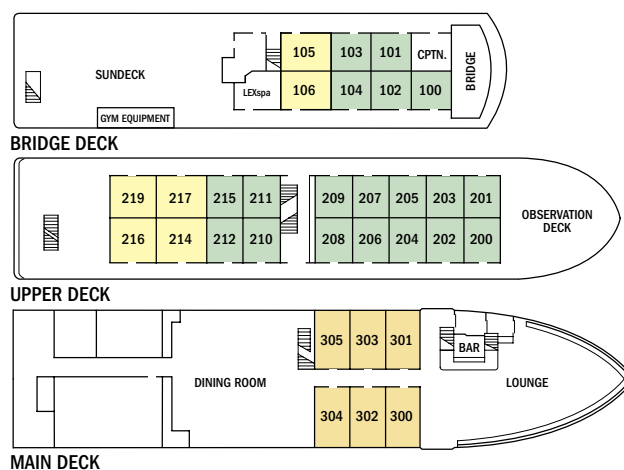 105 103 101 CPTN.
SUNDECK
BRIDGE
LEXspa 106 104 102 100
GYM EQUIPMENT
BRIDGE DECK
219 217 215 211 209 207 205 203 201
OBSERVATION
DECK
216 214 212 210 208 206 204 202 200
UPPER DECK
305 303 301
BAR
DINING ROOM
LOUNGE
304 302 300
MAIN DECK